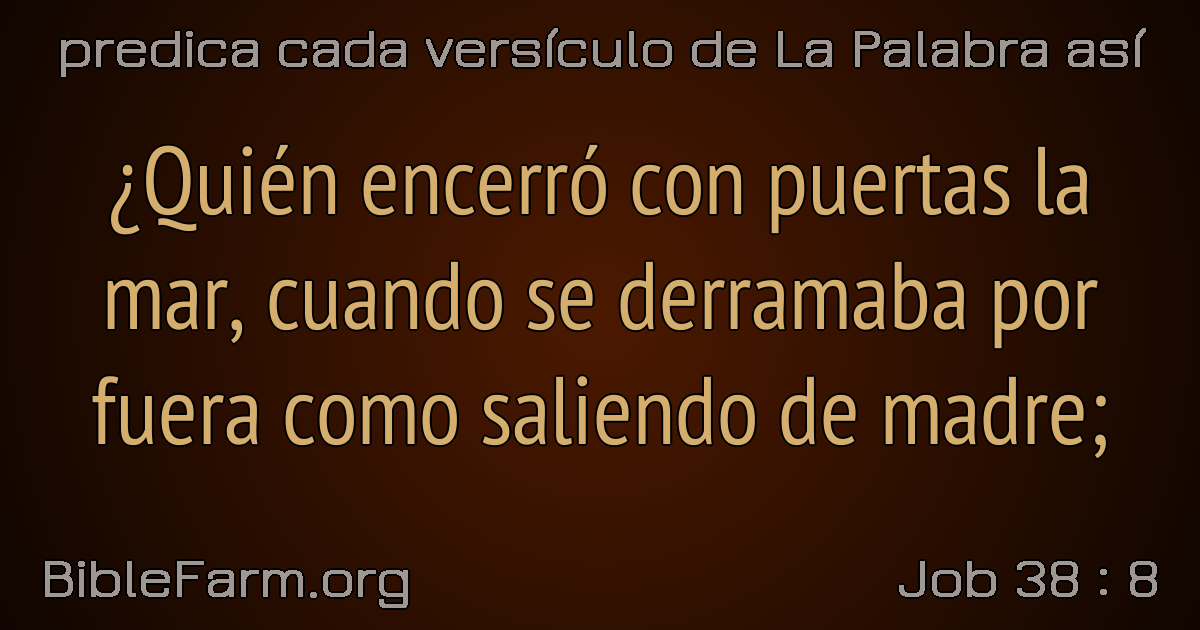 predica cada versículo de La Palabra así
¿Quién encerró con puertas la
mar, cuando se derramaba por
fuera como saliendo de madre;
BibleFarm.org
Job 38 : 8